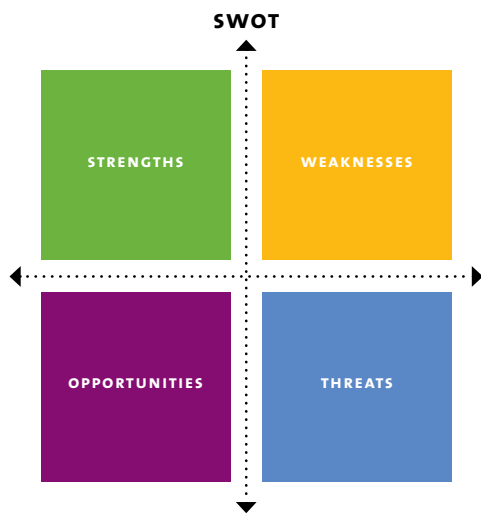 SWOT
STRENGTHS
WEAKNESSES
OPPORTUNITIES
THREATS